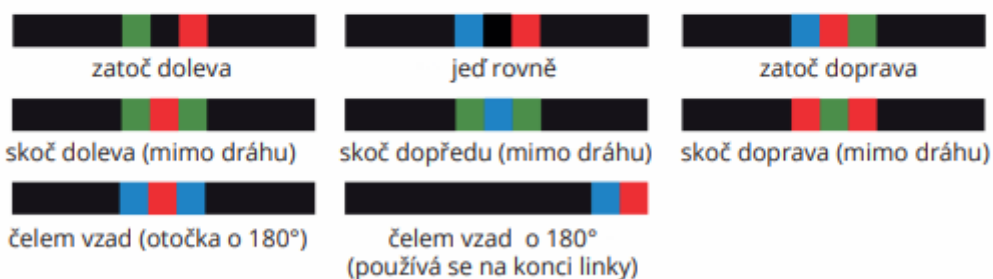 zatoč doleva
jeď rovně
zatoč doprava
skoč doleva (mimo dráhu)
skoč dopředu (mimo dráhu)
skoč doprava (mimo dráhu)
čelem vzad (otočka o 180°)
čelem vzad o 180°
(používá se na konci linky)